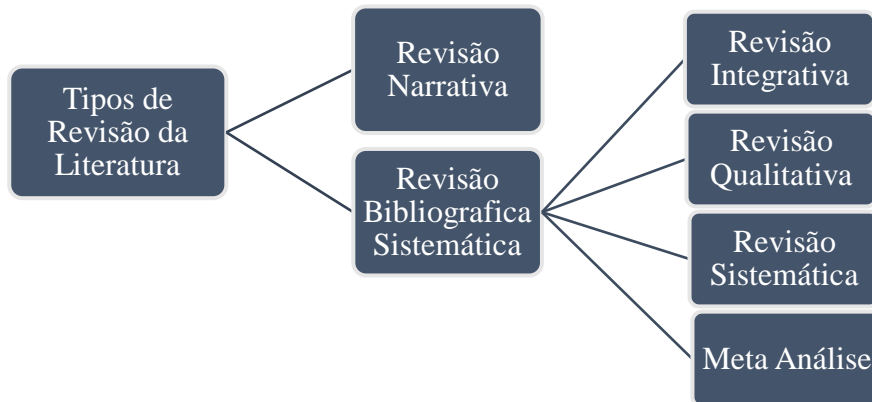 Tipos de
Revisão da
Literatura
Revisão
Narrativa
Revisão
Bibliografica
Sistemática
Revisão
Integrativa
Revisão
Qualitativa
Revisão
Sistemática
Meta Análise